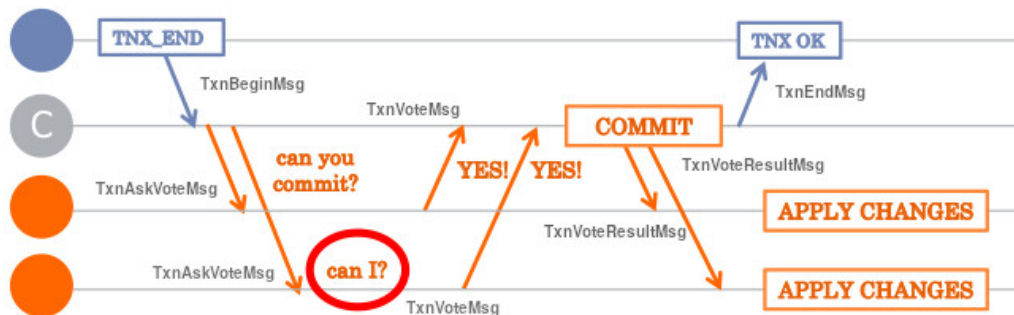 TNX_END
TNX OK
TxnBeginMsg
TxnEndMsg
TxnVoteMsg
C
COMMIT
can you
commit?
YES!
YES!
TxnVoteResultMsg
TxnAskVoteMsg
APPLY CHANGES
TxnVoteResultMsg
TxnAskVoteMsg
can I?
APPLY CHANGES
TxnVoteMsg